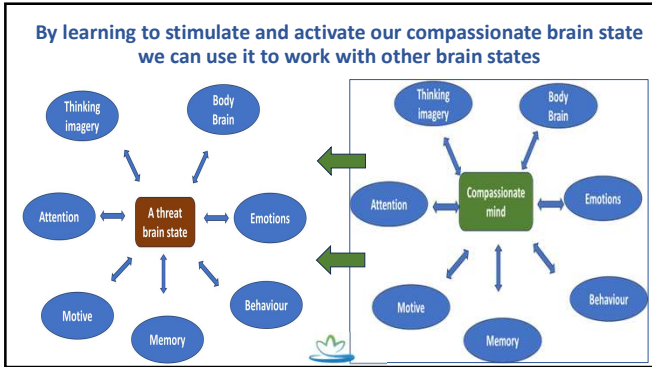 By learning to stimulate and activate our compassionate brain state
we can use it to work with other brain states
Thinking
imagery
Body
Brain
Attention
A threat
brain state
Emotions
Motive
Memory
Behaviour
Thinking
imagery
Body
Brain
Attention
Compassionate
mind
Emotions
Motive
Memory
Behaviour